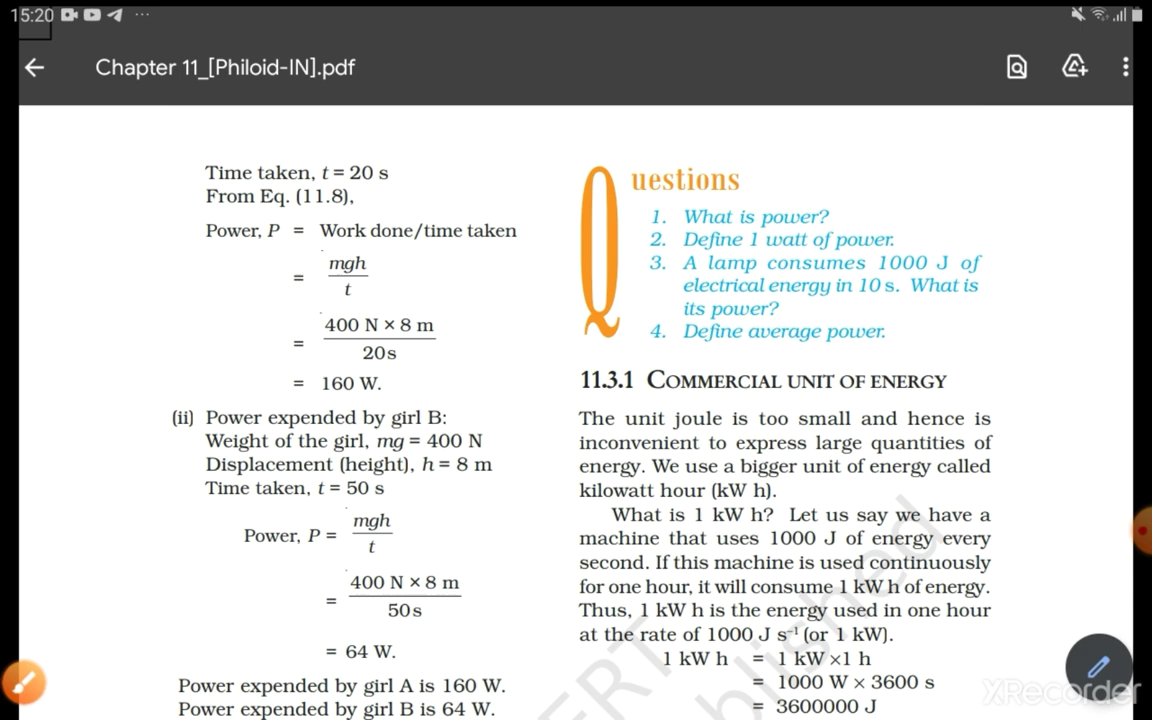 15:20 ...
Chapter 11_[Philoid-IN].pdf
Time taken, t = 20 s
From Eq. (11.8),
Power, P = Work done/time taken
= mgh
t
= 400 N × 8 m
20s
= 160 W.
(ii) Power expended by girl B:
Weight of the girl, mg = 400 N
Displacement (height), h = 8 m
Time taken, t = 50 s
Power, P = mgh
t
= 400 N × 8 m
50s
= 64 W.
Power expended by girl A is 160 W.
Power expended by girl B is 64 W.
Questions
1. What is power?
2. Define 1 watt of power.
3. A lamp consumes 1000 J of
electrical energy in 10 s. What is
its power?
4. Define average power.
11.3.1 COMMERCIAL UNIT OF ENERGY
The unit joule is too small and hence is
inconvenient to express large quantities of
energy. We use a bigger unit of energy called
kilowatt hour (kW h).
What is 1 kW h? Let us say we have a
machine that uses 1000 J of energy every
second. If this machine is used continuously
for one hour, it will consume 1 kW h of energy.
Thus, 1 kW h is the energy used in one hour
at the rate of 1000 J s⁻¹ (or 1 kW).
1 kW h = 1 kW ×1 h
= 1000 W × 3600 s
= 3600000 J
XRecorder